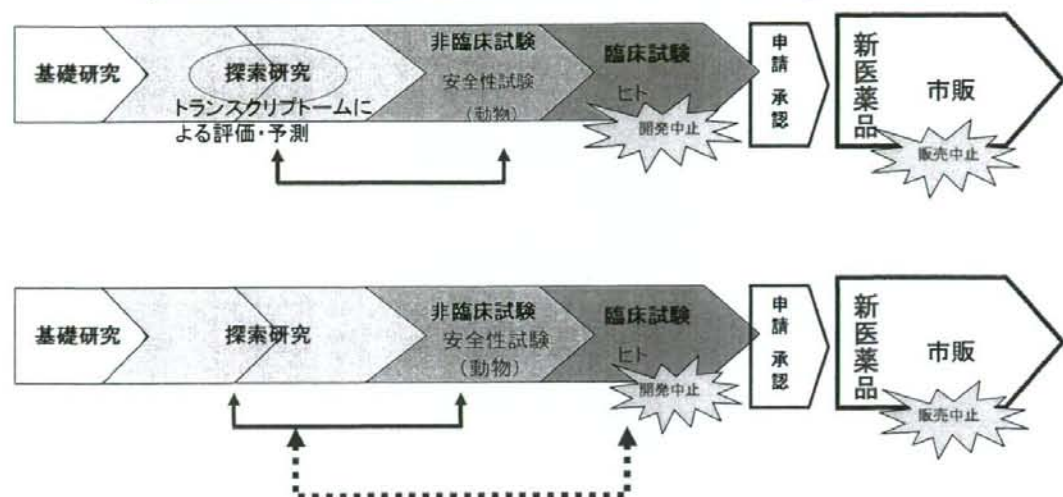 基礎研究
探索研究
トランスクリプトームに
よる評価・予測
非臨床試験
安全性試験
(動物)
臨床試験
ヒト
開発中止
申請 承認
新医薬品
市販
販売中止
基礎研究
探索研究
非臨床試験
安全性試験
(動物)
臨床試験
ヒト
開発中止
申請 承認
新医薬品
市販
販売中止